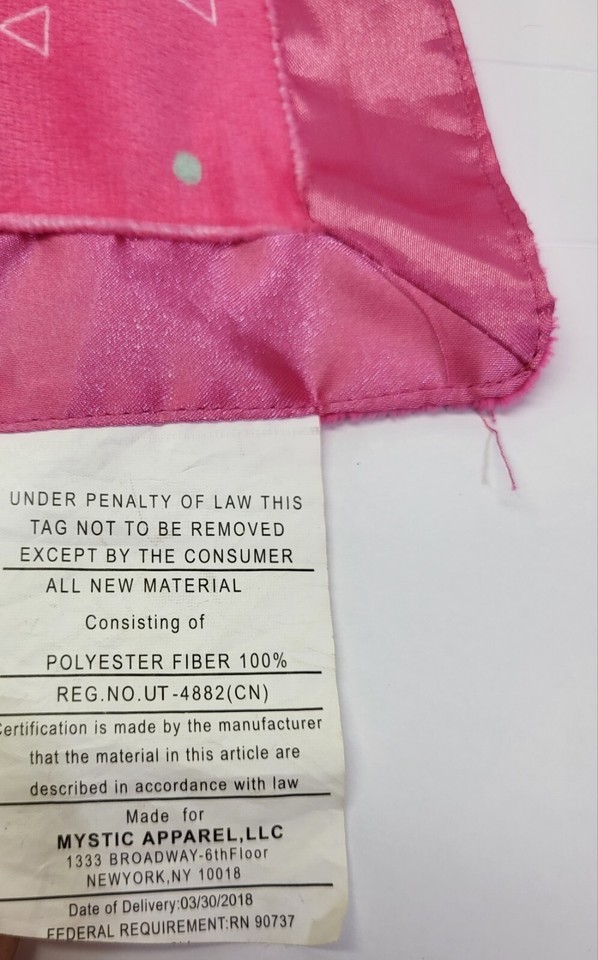 UNDER PENALTY OF LAW THIS
TAG NOT TO BE REMOVED
EXCEPT BY THE CONSUMER
ALL NEW MATERIAL
Consisting of
POLYESTER FIBER 100%
REG.NO.UT-4882(CN)
Certification is made by the manufacturer
that the material in this article are
described in accordance with law
Made for
MYSTIC APPAREL,LLC
1333 BROADWAY-6thFloor
NEWYORK,NY 10018
Date of Delivery:03/30/2018
FEDERAL REQUIREMENT:RN 90737